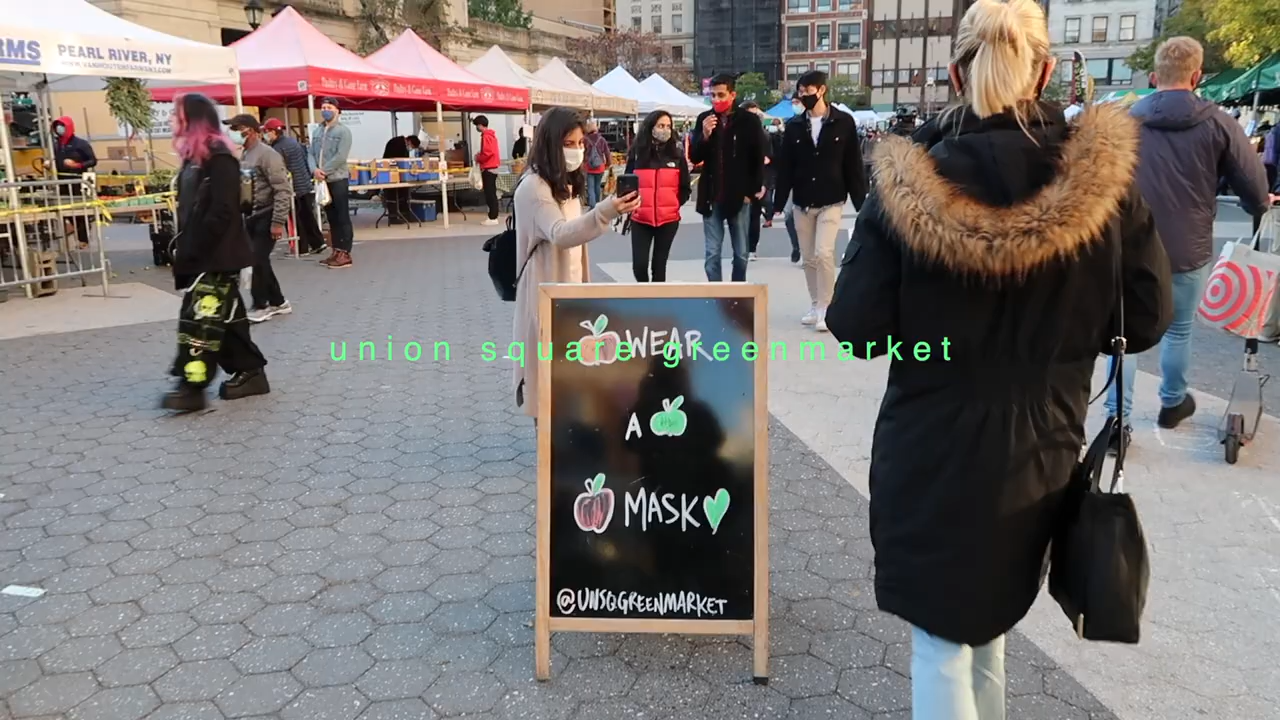 RMS PEARL RIVER, NY
union square greenmarket
WEAR
A
MASK
@UNSQGREENMARKET